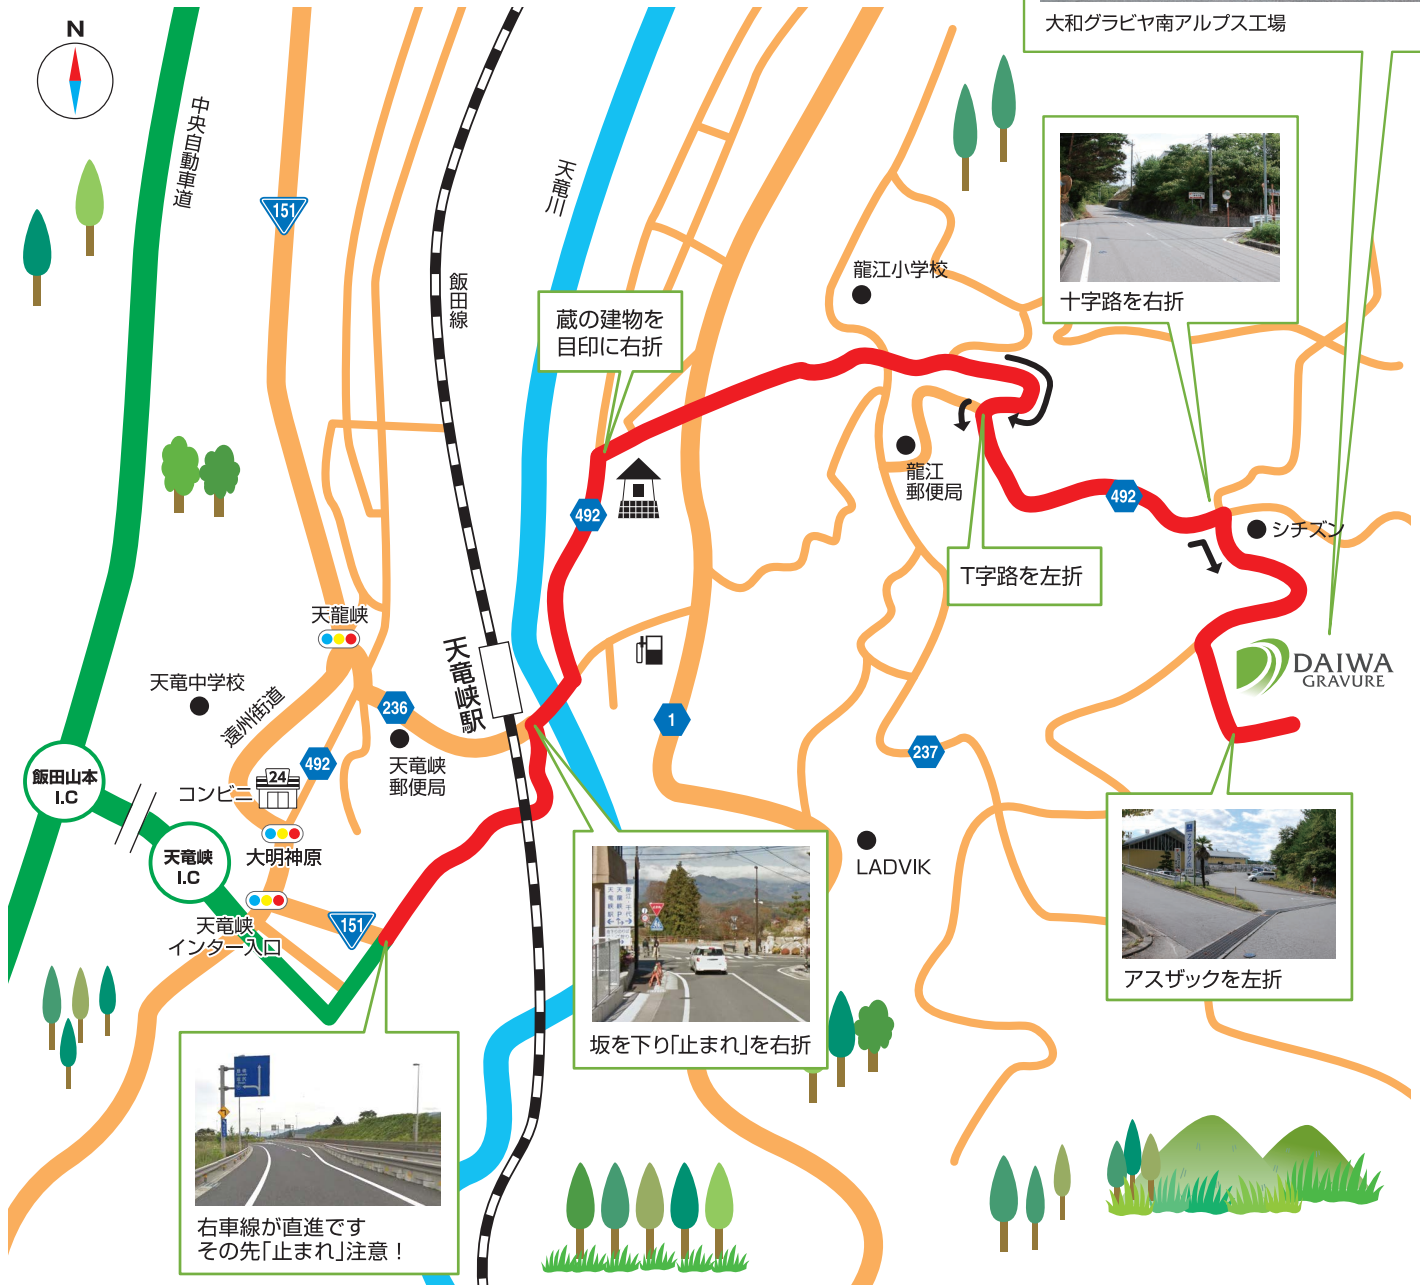 N
大和グラビヤ南アルプス工場
中央自動車道
151
天竜川
飯田線
龍江小学校
十字路を右折
蔵の建物を
目印に右折
龍江
郵便局
492
492
シチズン
T字路を左折
天龍峡
天竜峡駅
DAIWA
GRAVURE
天竜中学校
遠州街道
236
1
237
492
天竜峡
郵便局
飯田山本
I.C
24
コンビニ
大明神原
天竜峡
I.C
LADVIK
天竜峡
インター入口
151
アスザックを左折
坂を下り「止まれ」を右折
右車線が直進です
その先「止まれ」注意！